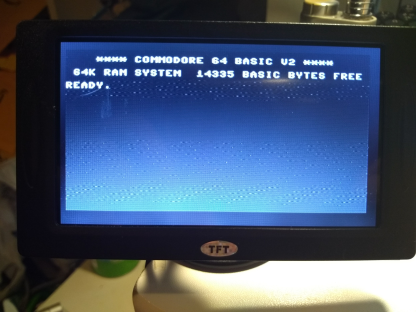 **** COMMODORE 64 BASIC V2 ****
64K RAM SYSTEM 14335 BASIC BYTES FREE
READY.
TFT